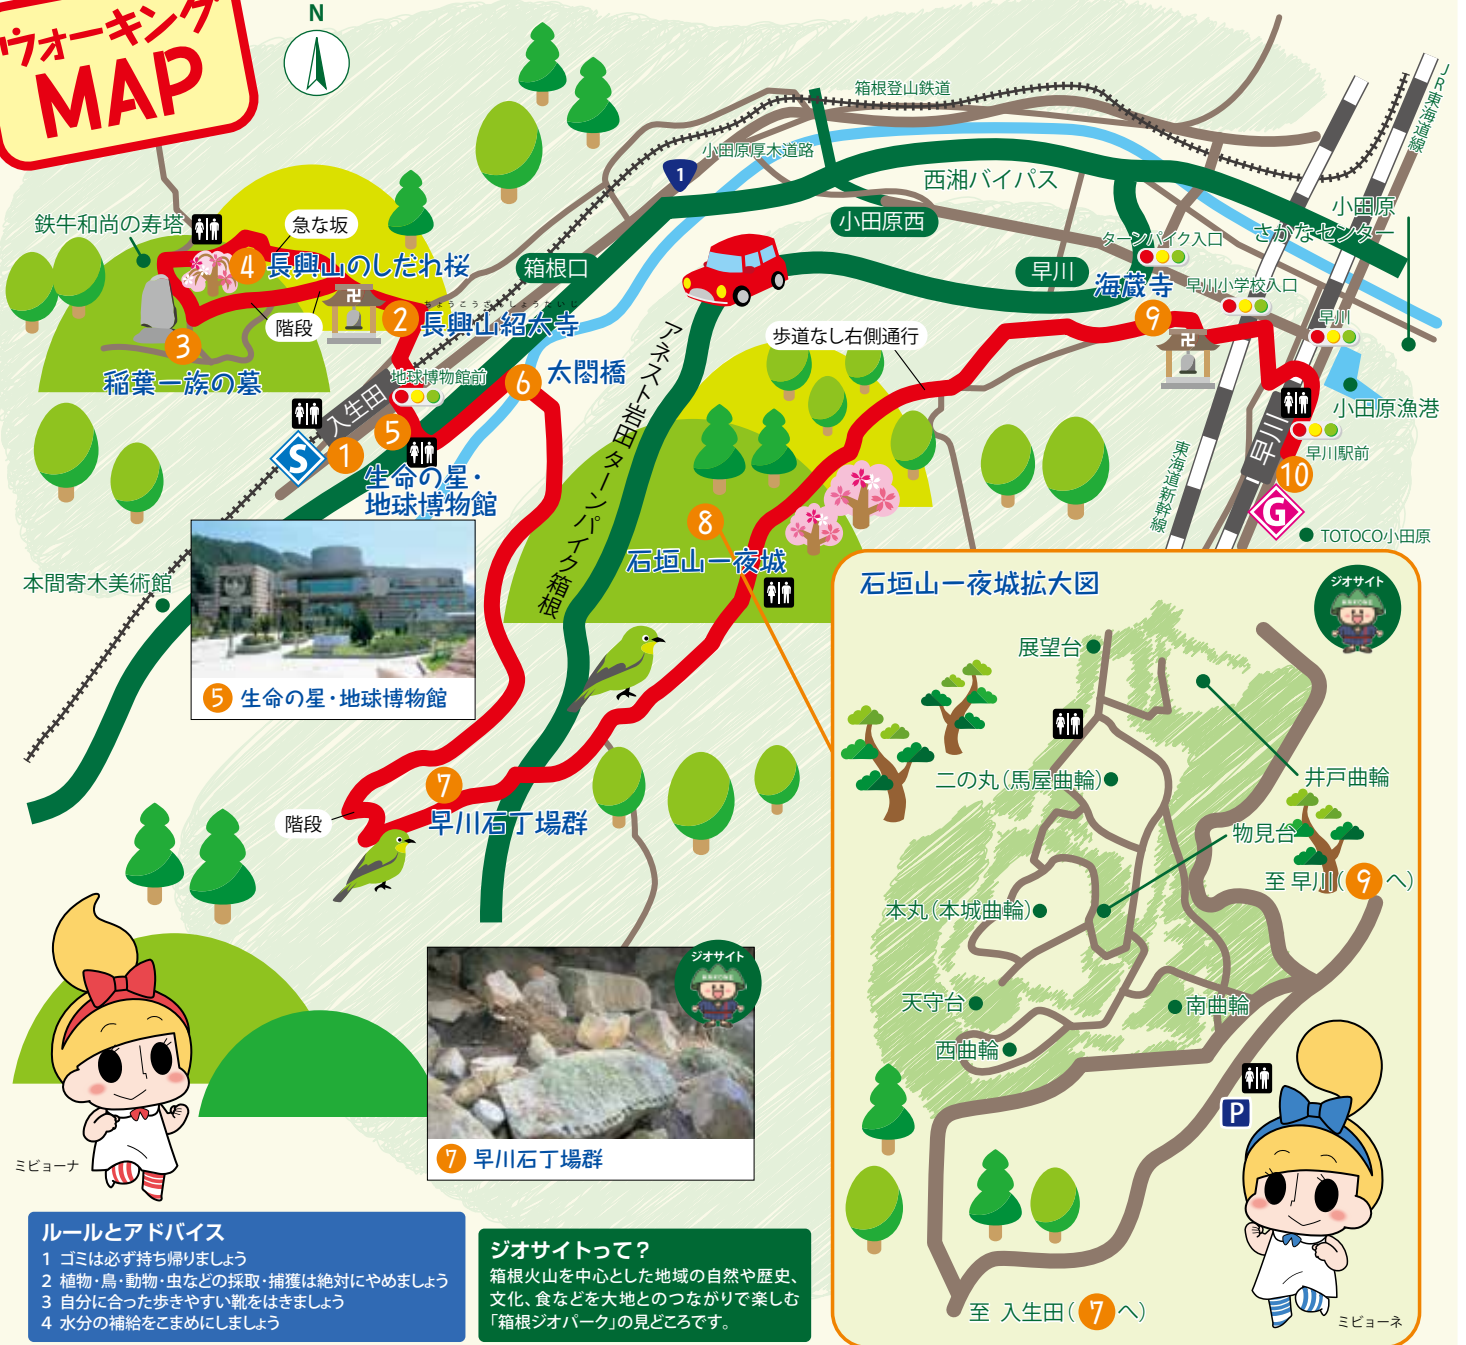 ウォーキング
MAP
N
箱根登山鉄道
JR東海道線
小田原厚木道路
1
西湘バイパス
小田原西
小田原
さかなセンター
鉄牛和尚の寿塔
急な坂
4 長興山のしだれ桜
箱根口
ターンパイク入口
早川
海蔵寺
早川小学校入口
9
早川
ちょうこうざんしょうたいじ
2 長興山紹太寺
階段
3
稲葉一族の墓
地球博物館前
6 太閤橋
歩道なし右側通行
アネスト岩田ターンパイク箱根
小田原漁港
入生田
S
1
5
生命の星・
地球博物館
早川
早川駅前
10
G
東海道新幹線
TOTOCO小田原
8
石垣山一夜城
本間寄木美術館
5 生命の星・地球博物館
7
早川石丁場群
階段
ジオサイト
7 早川石丁場群
石垣山一夜城拡大図
ジオサイト
展望台
井戸曲輪
二の丸(馬屋曲輪)
物見台
至 早川(9へ)
本丸(本城曲輪)
天守台
南曲輪
西曲輪
P
至 入生田(7へ)
ミビョーネ
ミビョーナ
ルールとアドバイス
1 ゴミは必ず持ち帰りましょう
2 植物・鳥・動物・虫などの採取・捕獲は絶対にやめましょう
3 自分に合った歩きやすい靴をはきましょう
4 水分の補給をこまめにしましょう
ジオサイトって?
箱根火山を中心とした地域の自然や歴史、
文化、食などを大地とのつながりで楽しむ
「箱根ジオパーク」の見どころです。